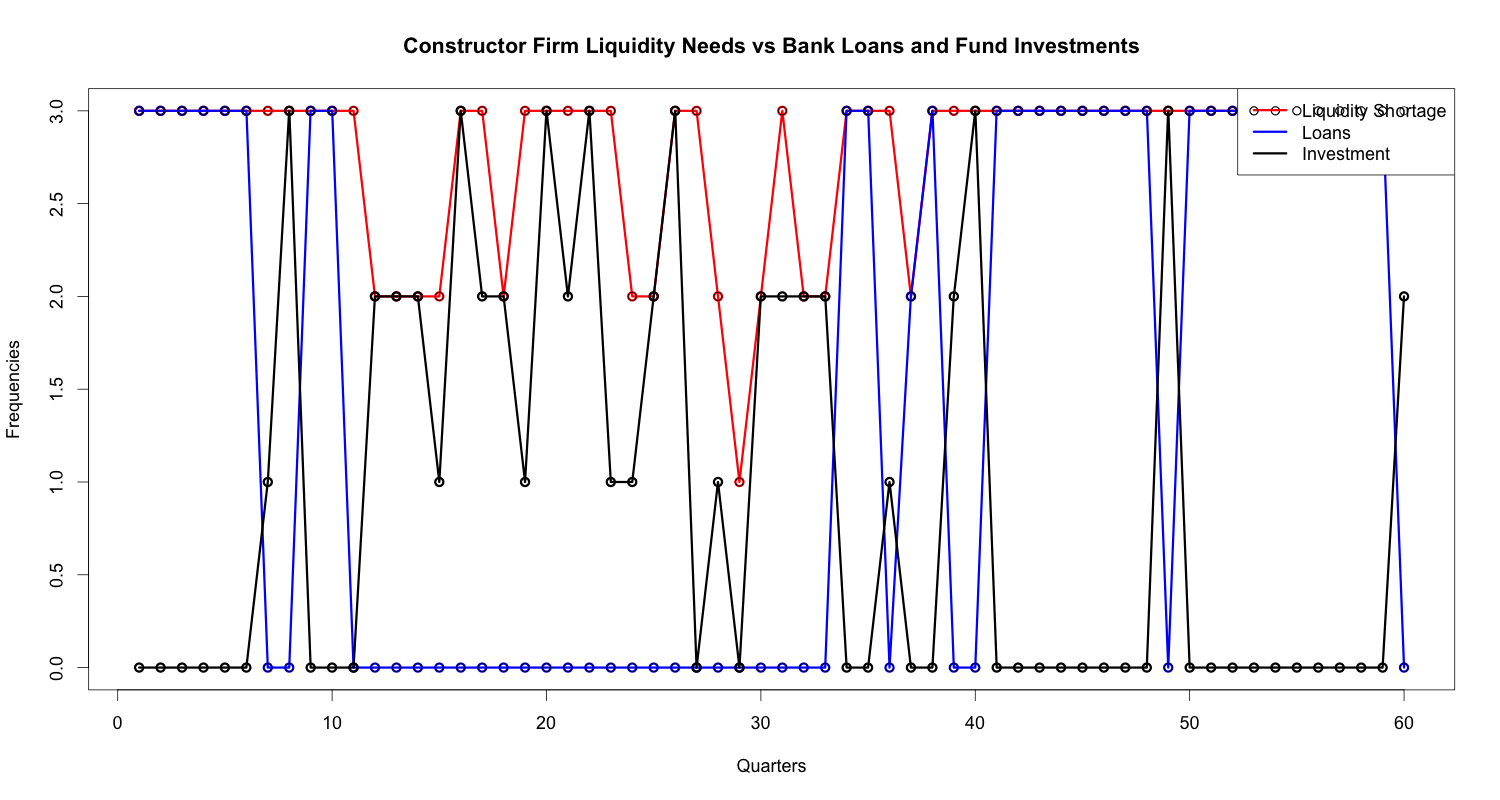 Constructor Firm Liquidity Needs vs Bank Loans and Fund Investments
3.0
2.5
2.0
1.5
1.0
0.5
0.0
Frequencies
Liquidity Shortage
Loans
Investment
0 10 20 30 40 50 60
Quarters